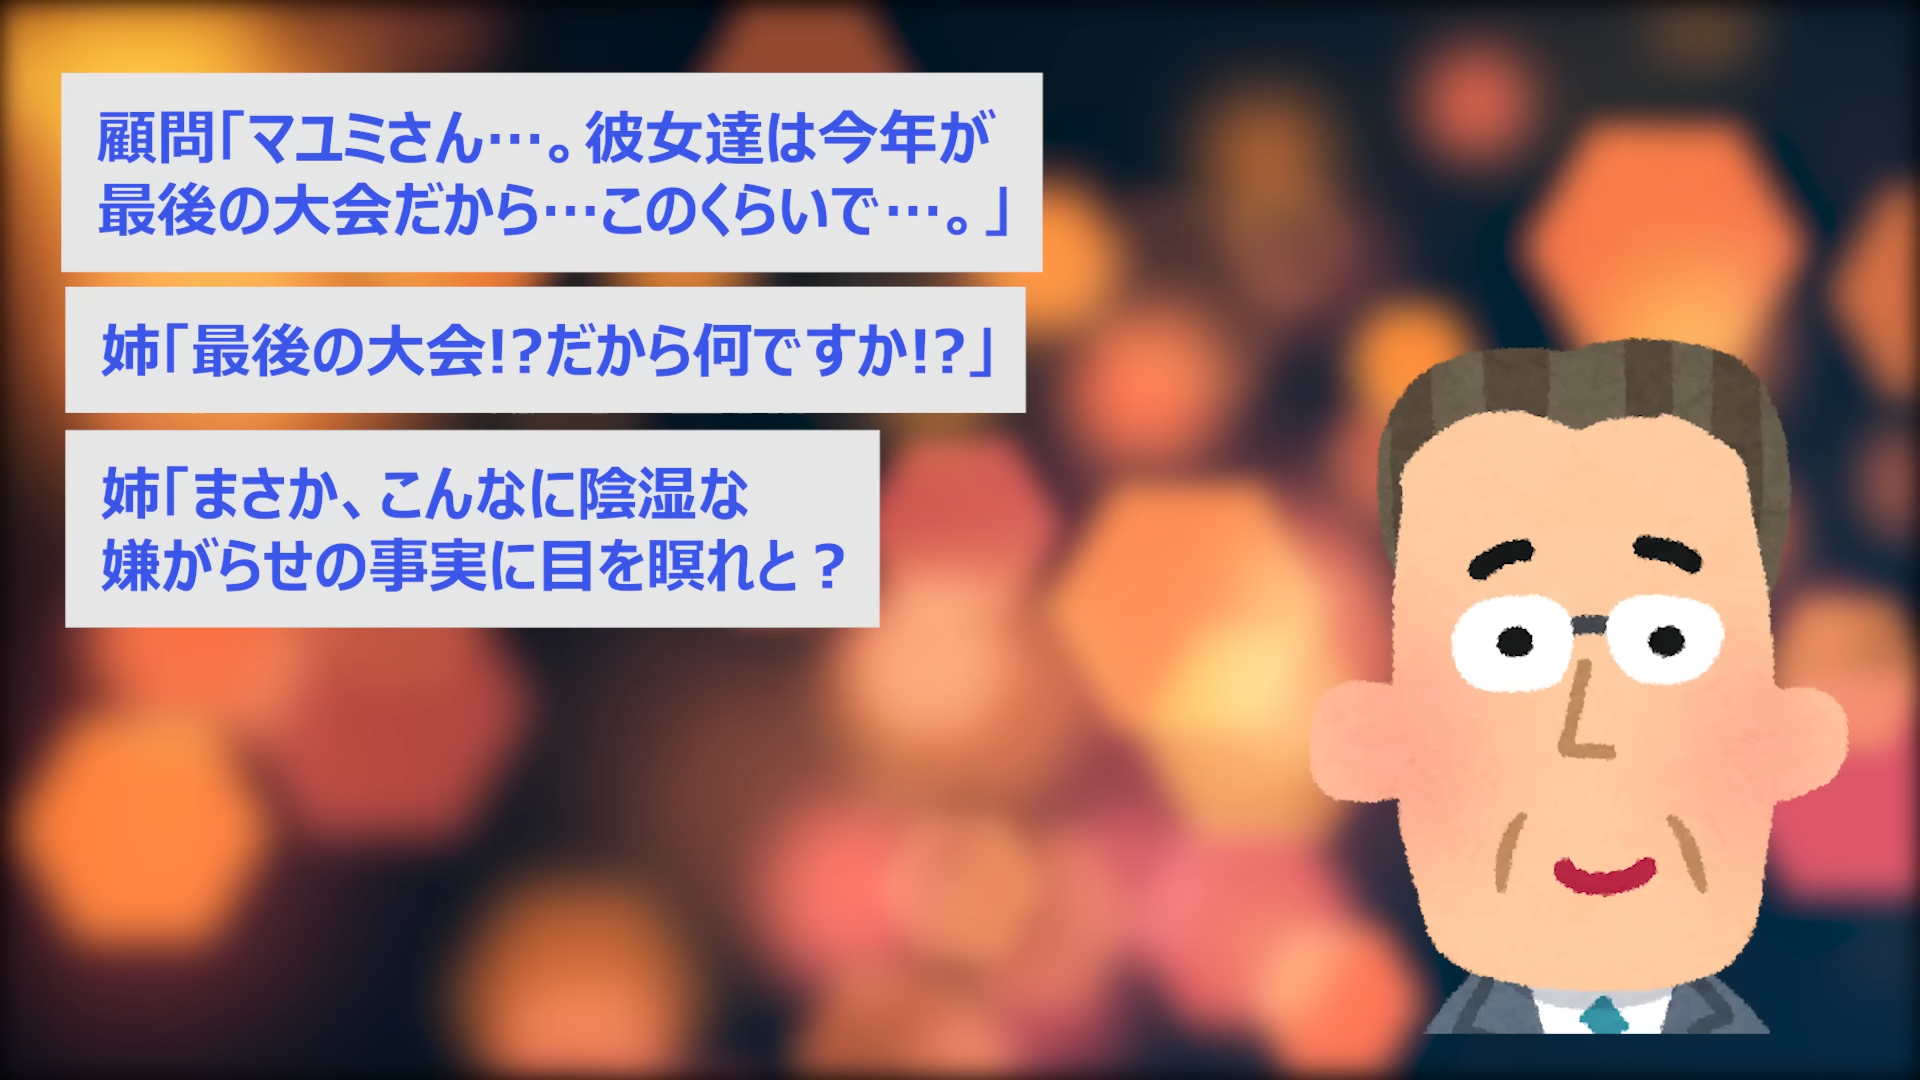 顧問「マユミさん…。彼女達は今年が
最後の大会だから…このくらいで…。」
姉「最後の大会!?だから何ですか!?」
姉「まさか、こんなに陰湿な
嫌がらせの事実に目を瞑れと？